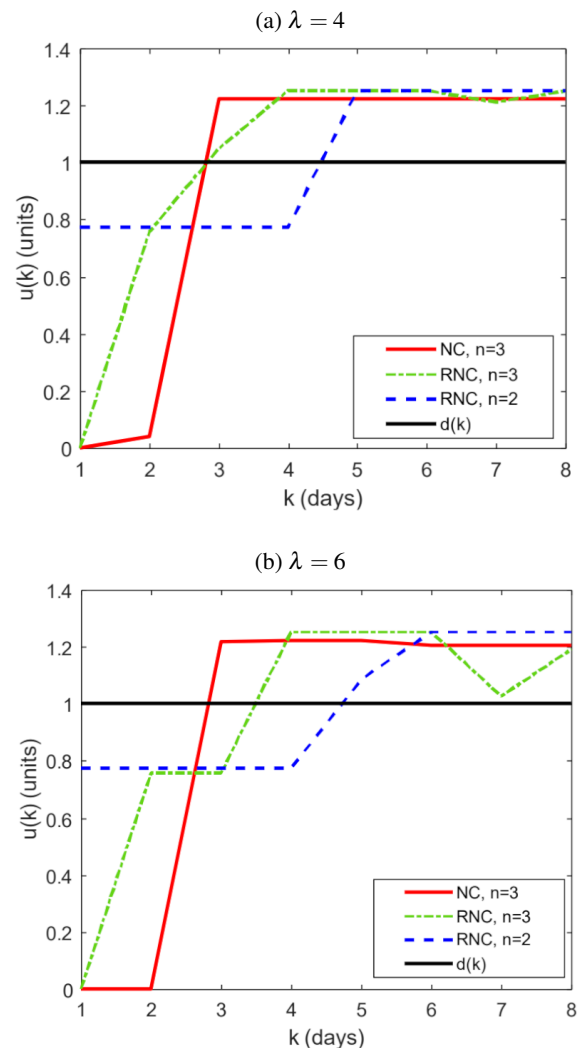 (a) λ = 4
1.4
1.2
1
0.8
0.6
0.4
0.2
0
u(k) (units)
NC, n=3
RNC, n=3
RNC, n=2
d(k)
1 2 3 4 5 6 7 8
k (days)
(b) λ = 6
1.4
1.2
1
0.8
0.6
0.4
0.2
0
u(k) (units)
NC, n=3
RNC, n=3
RNC, n=2
d(k)
1 2 3 4 5 6 7 8
k (days)